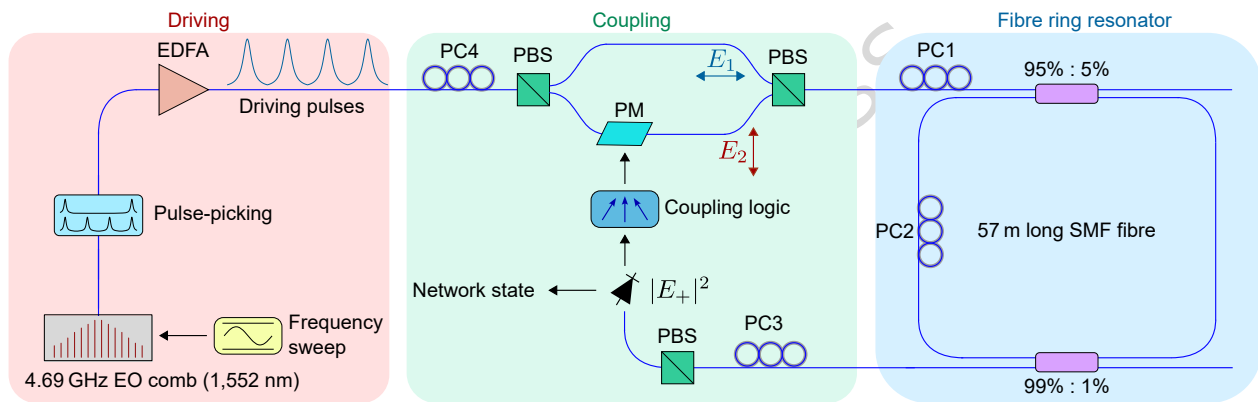 Driving
EDFA
Driving pulses
Pulse-picking
Frequency
sweep
4.69 GHz EO comb (1,552 nm)
Coupling
PC4
PBS
E₁
PBS
PM
E₂
Coupling logic
Network state
|E₊|²
PBS
PC3
Fibre ring resonator
PC1
95% : 5%
PC2
57 m long SMF fibre
99% : 1%